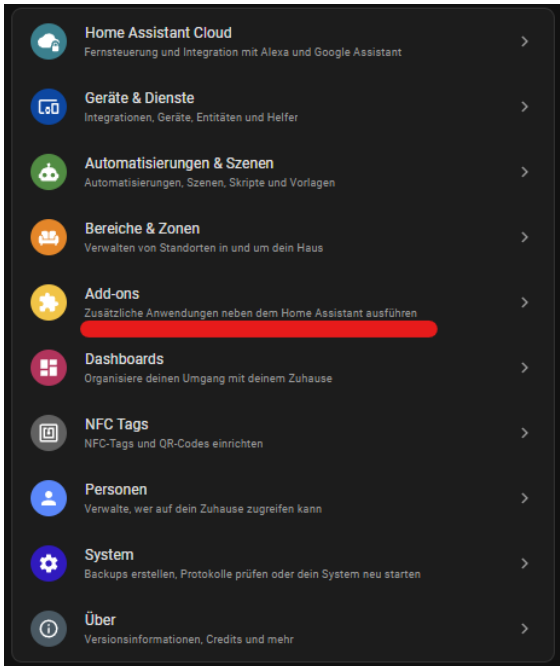 Home Assistant Cloud
Fernsteuerung und Integration mit Alexa und Google Assistant
Geräte & Dienste
Integrationen, Geräte, Entitäten und Helfer
Automatisierungen & Szenen
Automatisierungen, Szenen, Skripte und Vorlagen
Bereiche & Zonen
Verwalten von Standorten in und um dein Haus
Add-ons
Zusätzliche Anwendungen neben dem Home Assistant ausführen
Dashboards
Organisiere deinen Umgang mit deinem Zuhause
NFC Tags
NFC-Tags und QR-Codes einrichten
Personen
Verwalte, wer auf dein Zuhause zugreifen kann
System
Backups erstellen, Protokolle prüfen oder dein System neu starten
Über
Versionsinformationen, Credits und mehr